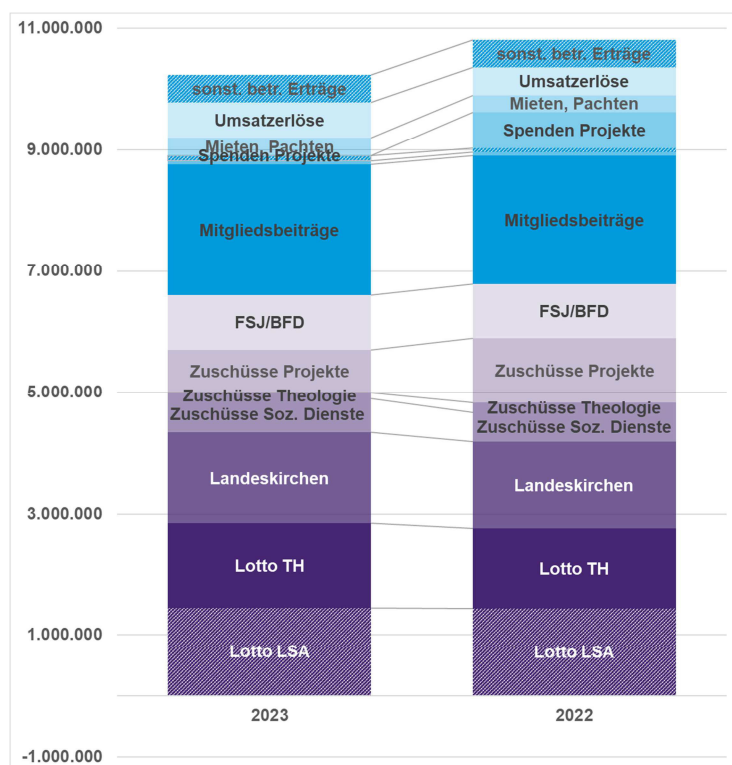 11.000.000
9.000.000
7.000.000
5.000.000
3.000.000
1.000.000
-1.000.000
sonst. betr. Erträge
Umsatzerlöse
Mieten, Pachten
Spenden Projekte
Mitgliedsbeiträge
FSJ/BFD
Zuschüsse Projekte
Zuschüsse Theologie
Zuschüsse Soz. Dienste
Landeskirchen
Lotto TH
Lotto LSA
2023
sonst. betr. Erträge
Umsatzerlöse
Mieten, Pachten
Spenden Projekte
Mitgliedsbeiträge
FSJ/BFD
Zuschüsse Projekte
Zuschüsse Theologie
Zuschüsse Soz. Dienste
Landeskirchen
Lotto TH
Lotto LSA
2022